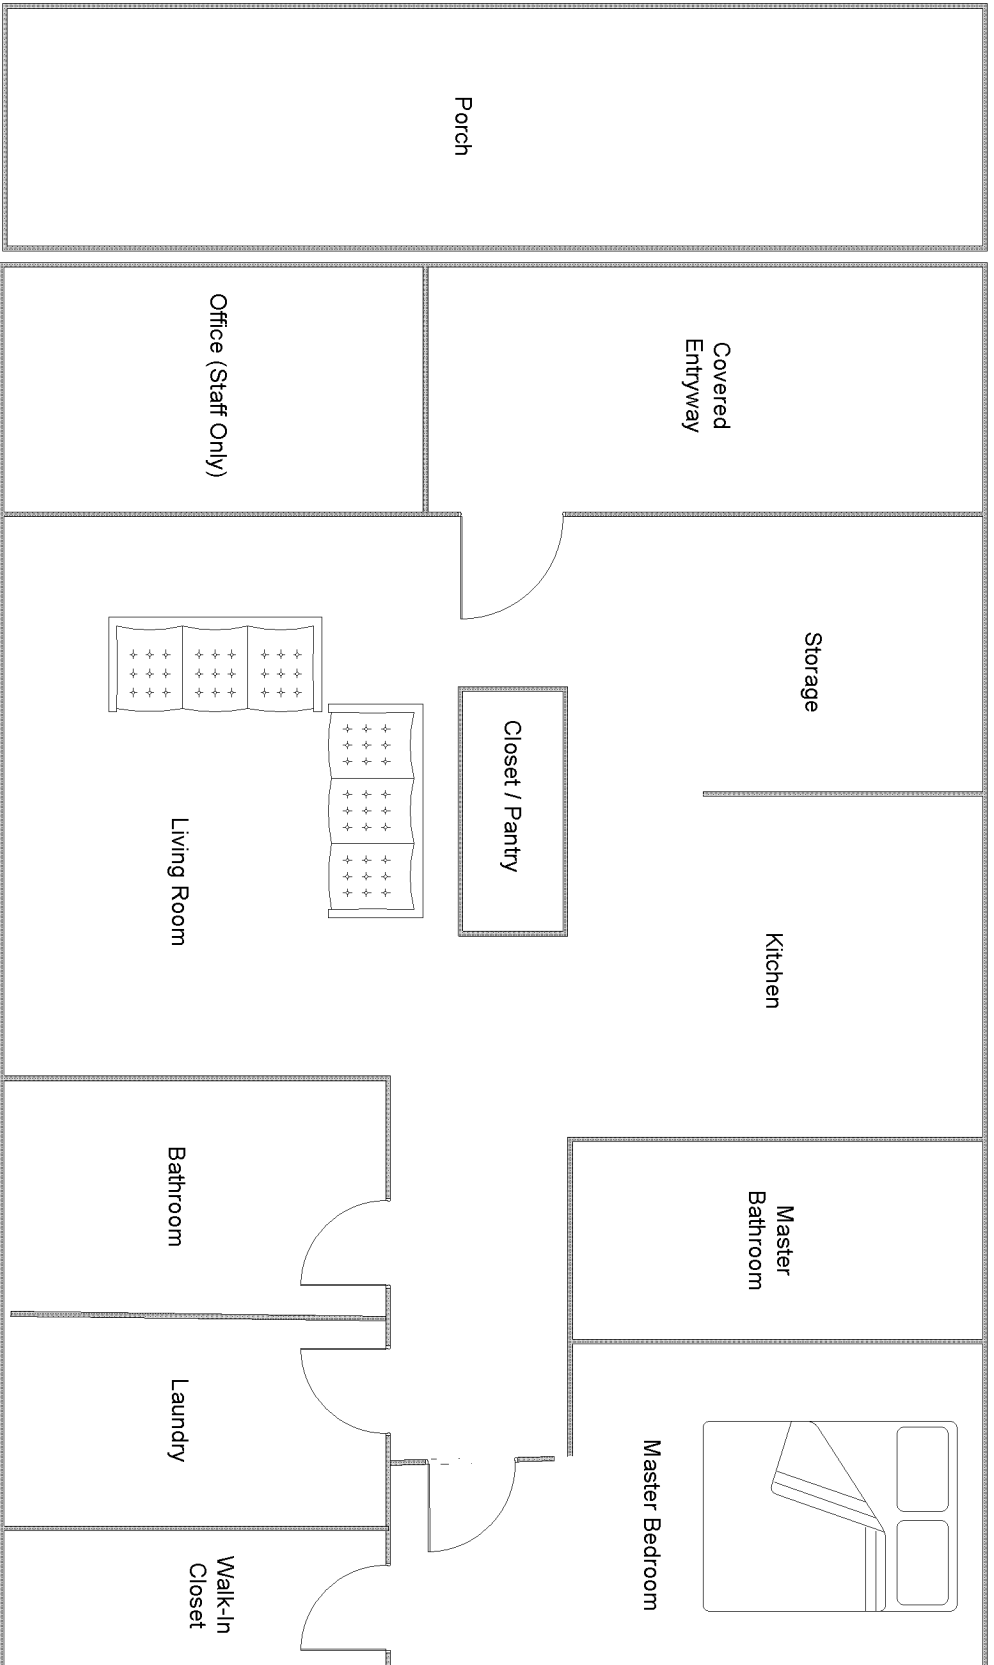 Porch
Office (Staff Only)
Covered
Entryway
Storage
Closet / Pantry
Living Room
Kitchen
Bathroom
Master
Bathroom
Laundry
Master Bedroom
Walk-In
Closet